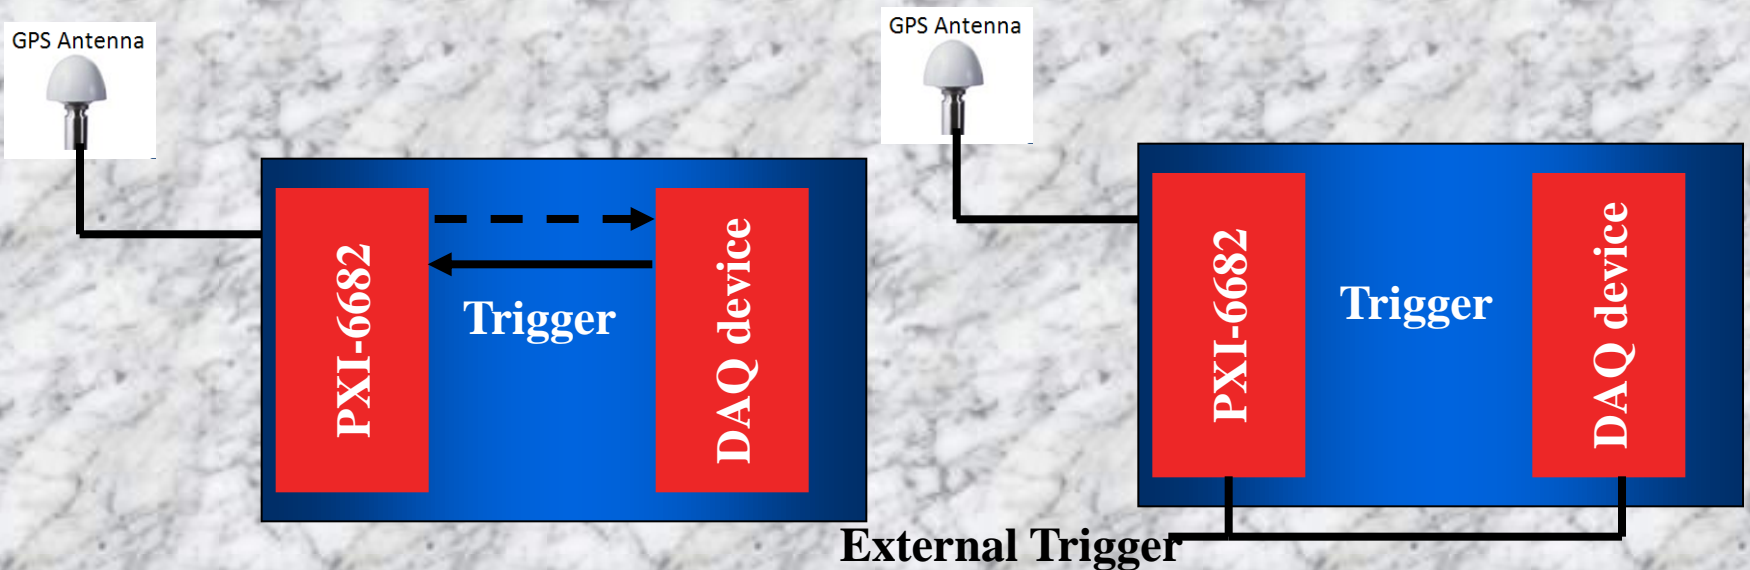 GPS Antenna
PXI-6682
Trigger
DAQ device
GPS Antenna
PXI-6682
Trigger
DAQ device
External Trigger